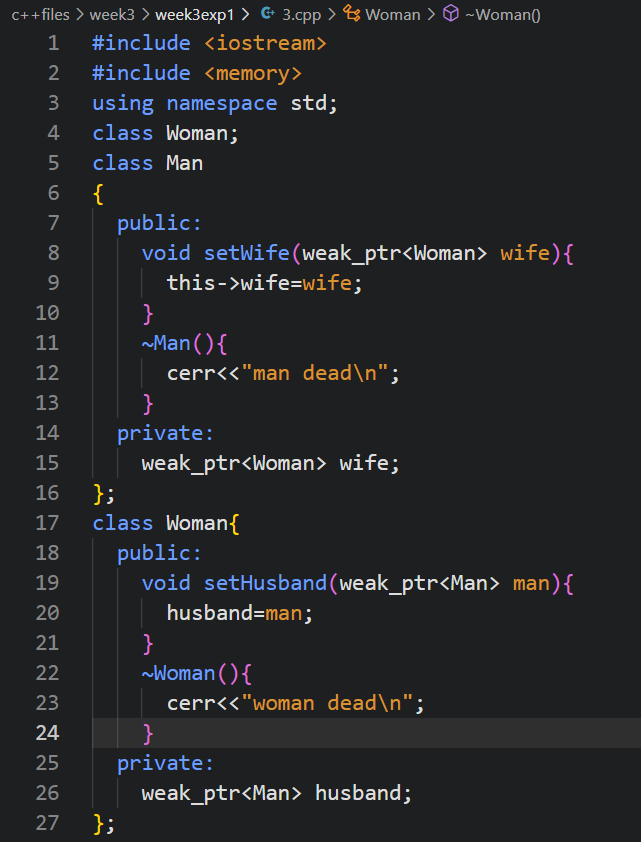 c++files > week3 > week3exp1 > 3.cpp > Woman > ~Woman()
1 #include <iostream>
2 #include <memory>
3 using namespace std;
4 class Woman;
5 class Man
6 {
7   public:
8     void setWife(weak_ptr<Woman> wife){
9       this->wife=wife;
10     }
11     ~Man(){
12       cerr<<"man dead\n";
13     }
14   private:
15     weak_ptr<Woman> wife;
16 };
17 class Woman{
18   public:
19     void setHusband(weak_ptr<Man> man){
20       husband=man;
21     }
22     ~Woman(){
23       cerr<<"woman dead\n";
24     }
25   private:
26     weak_ptr<Man> husband;
27 };